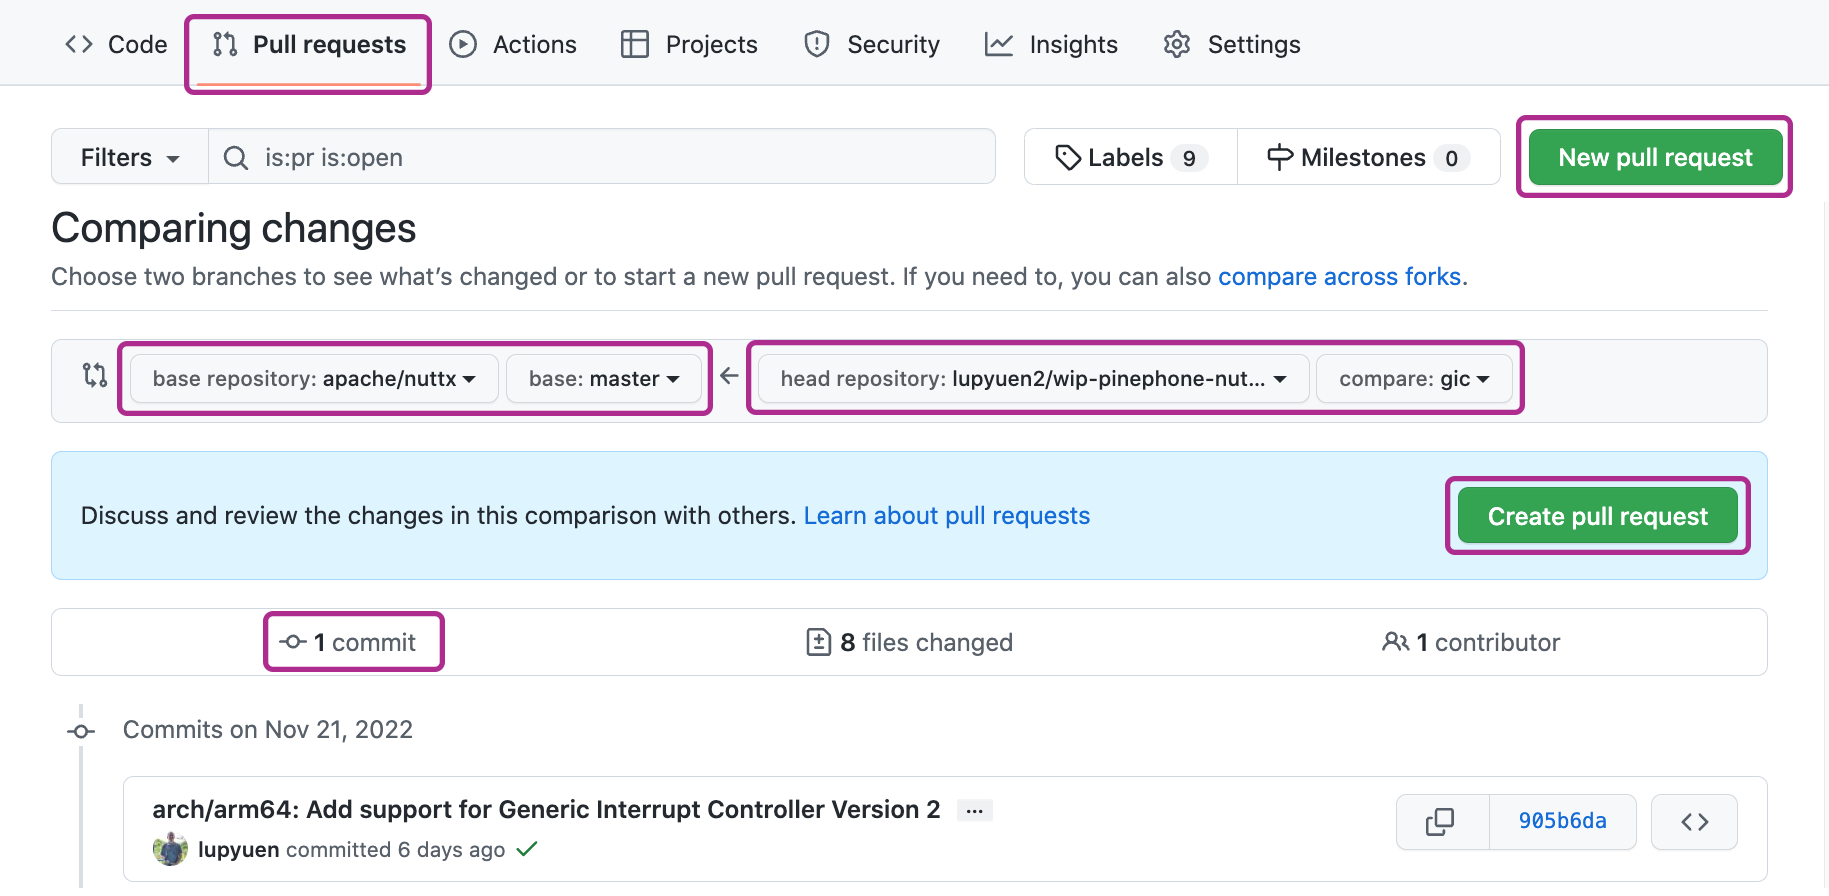 Code Pull requests Actions Projects Security Insights Settings
Filters is:pr is:open Labels 9 Milestones 0 New pull request
Comparing changes
Choose two branches to see what’s changed or to start a new pull request. If you need to, you can also compare across forks.
base repository: apache/nuttx base: master ← head repository: lupyuen2/wip-pinephone-nut... compare: gic
Discuss and review the changes in this comparison with others. Learn about pull requests Create pull request
1 commit 8 files changed 1 contributor
Commits on Nov 21, 2022
arch/arm64: Add support for Generic Interrupt Controller Version 2 ...
905b6da
lupyuen committed 6 days ago